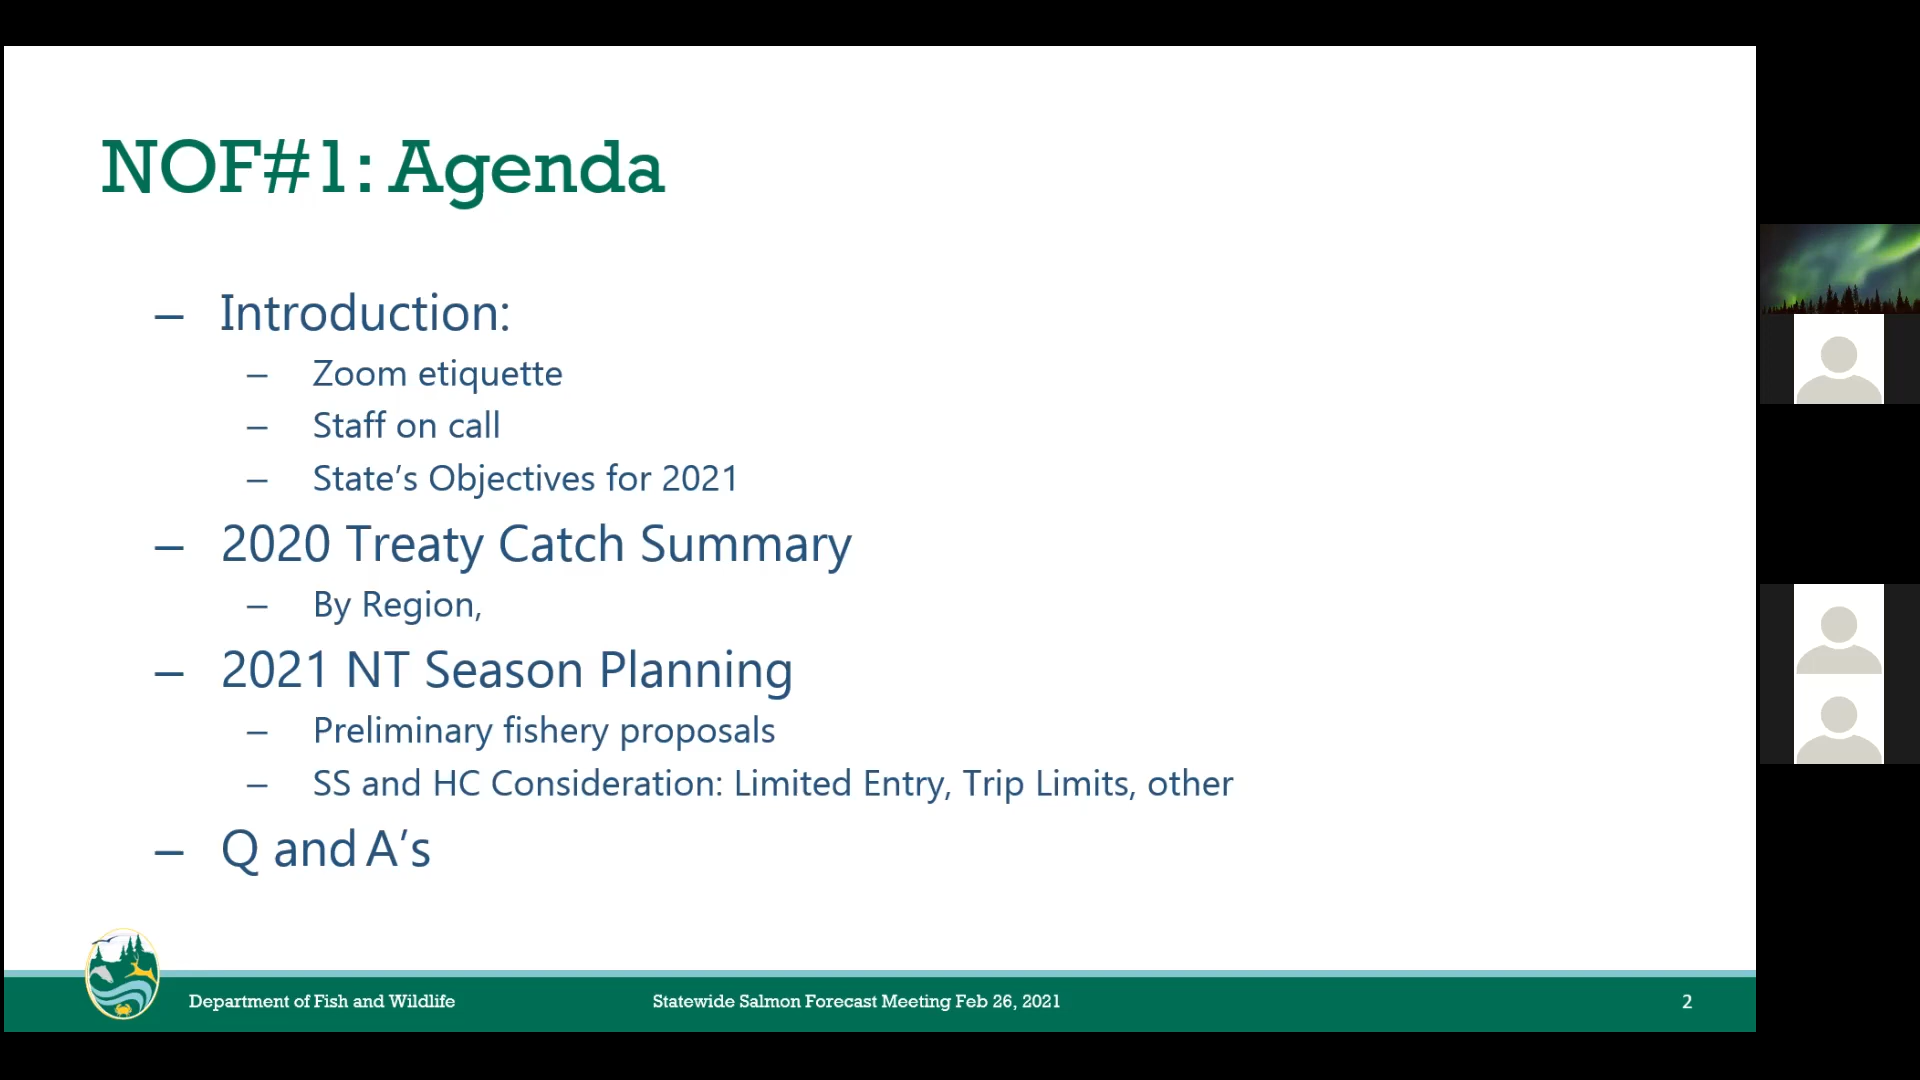 NOF#1: Agenda
– Introduction:
– Zoom etiquette
– Staff on call
– State’s Objectives for 2021
– 2020 Treaty Catch Summary
– By Region,
– 2021 NT Season Planning
– Preliminary fishery proposals
– SS and HC Consideration: Limited Entry, Trip Limits, other
– Q and A’s
Department of Fish and Wildlife
Statewide Salmon Forecast Meeting Feb 26, 2021
2